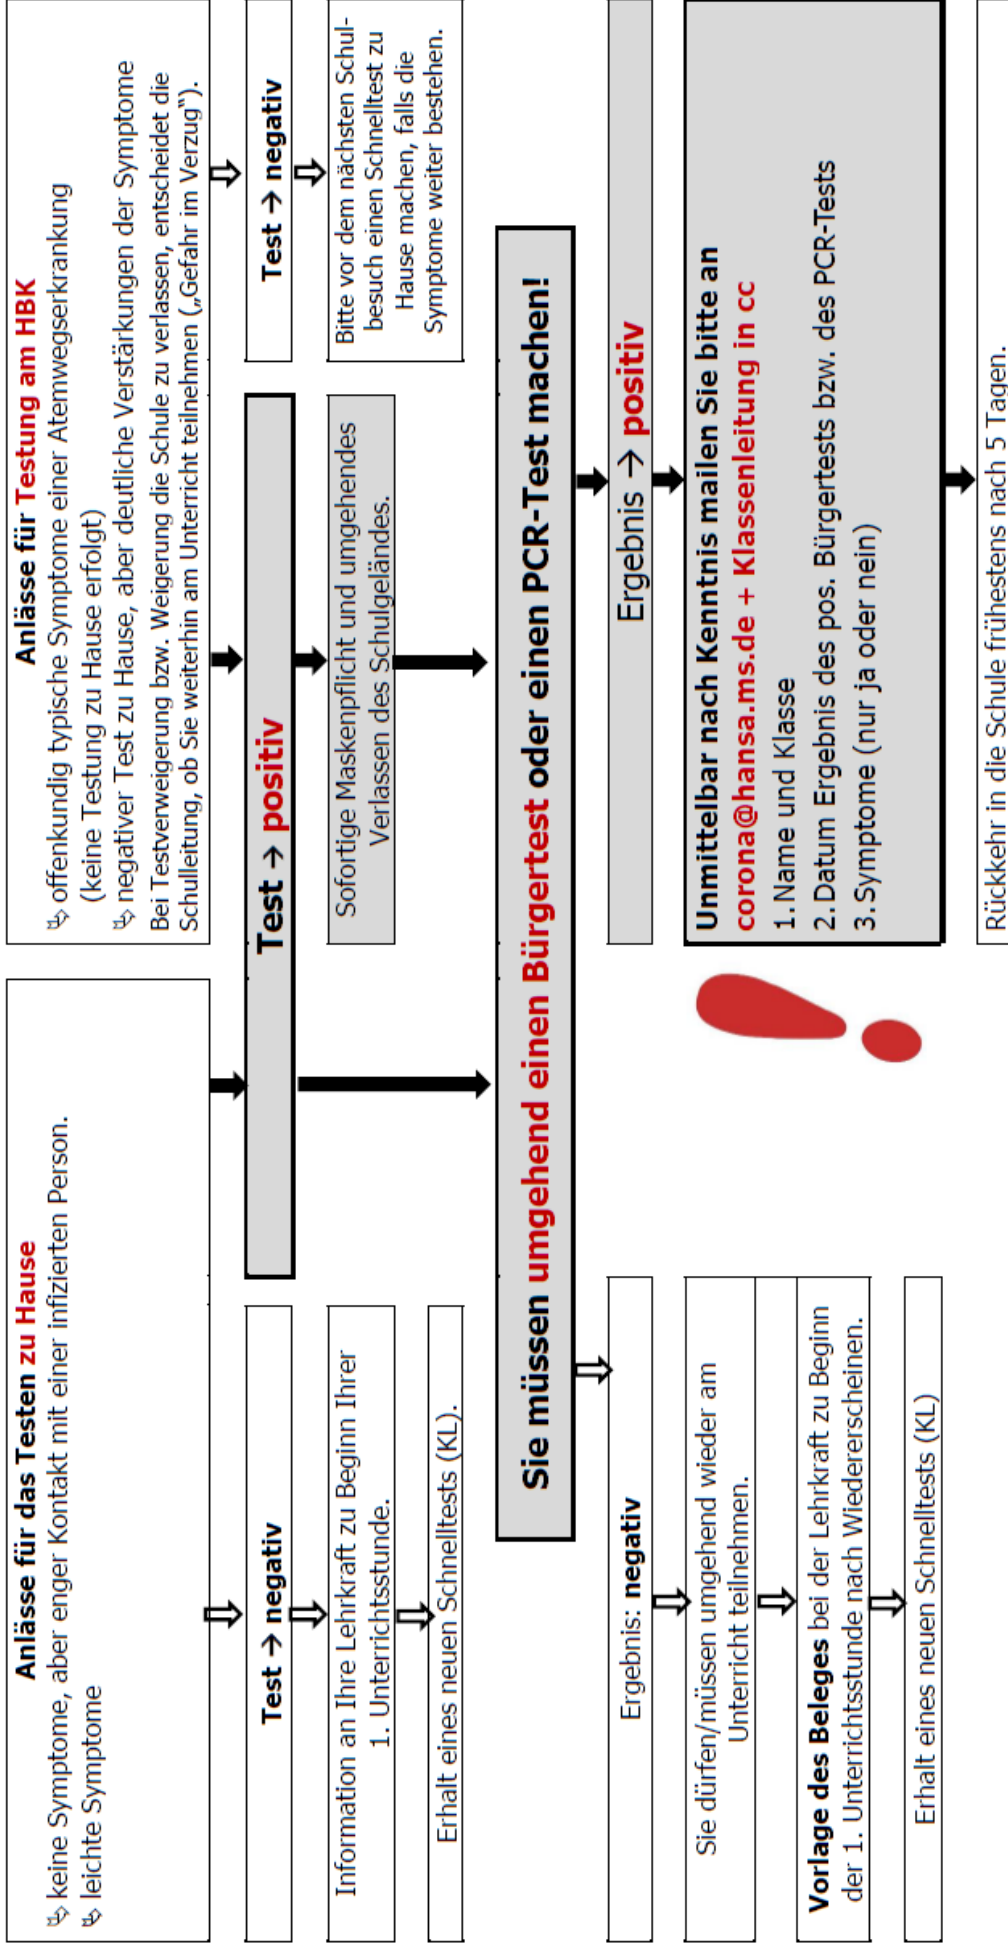 Anlässe für das Testen zu Hause
↳ keine Symptome, aber enger Kontakt mit einer infizierten Person.
↳ leichte Symptome
Anlässe für Testung am HBK
↳ offenkundig typische Symptome einer Atemwegserkrankung
(keine Testung zu Hause erfolgt)
↳ negativer Test zu Hause, aber deutliche Verstärkungen der Symptome
Bei Testverweigerung bzw. Weigerung die Schule zu verlassen, entscheidet die
Schulleitung, ob Sie weiterhin am Unterricht teilnehmen („Gefahr im Verzug“).
Test → negativ
Test → positiv
Test → negativ
Information an Ihre Lehrkraft zu Beginn Ihrer
1. Unterrichtsstunde.
Erhalt eines neuen Schnelltests (KL).
Sofortige Maskenpflicht und umgehendes
Verlassen des Schulgeländes.
Bitte vor dem nächsten Schul-
besuch einen Schnelltest zu
Hause machen, falls die
Symptome weiter bestehen.
Sie müssen umgehend einen Bürgertest oder einen PCR-Test machen!
Ergebnis: negativ
Sie dürfen/müssen umgehend wieder am
Unterricht teilnehmen.
Vorlage des Beleges bei der Lehrkraft zu Beginn
der 1. Unterrichtsstunde nach Wiedererscheinen.
Erhalt eines neuen Schnelltests (KL)
Ergebnis → positiv
Unmittelbar nach Kenntnis mailen Sie bitte an
corona@hansa.ms.de + Klassenleitung in cc
1. Name und Klasse
2. Datum Ergebnis des pos. Bürgertests bzw. des PCR-Tests
3. Symptome (nur ja oder nein)
Rückkehr in die Schule frühestens nach 5 Tagen.